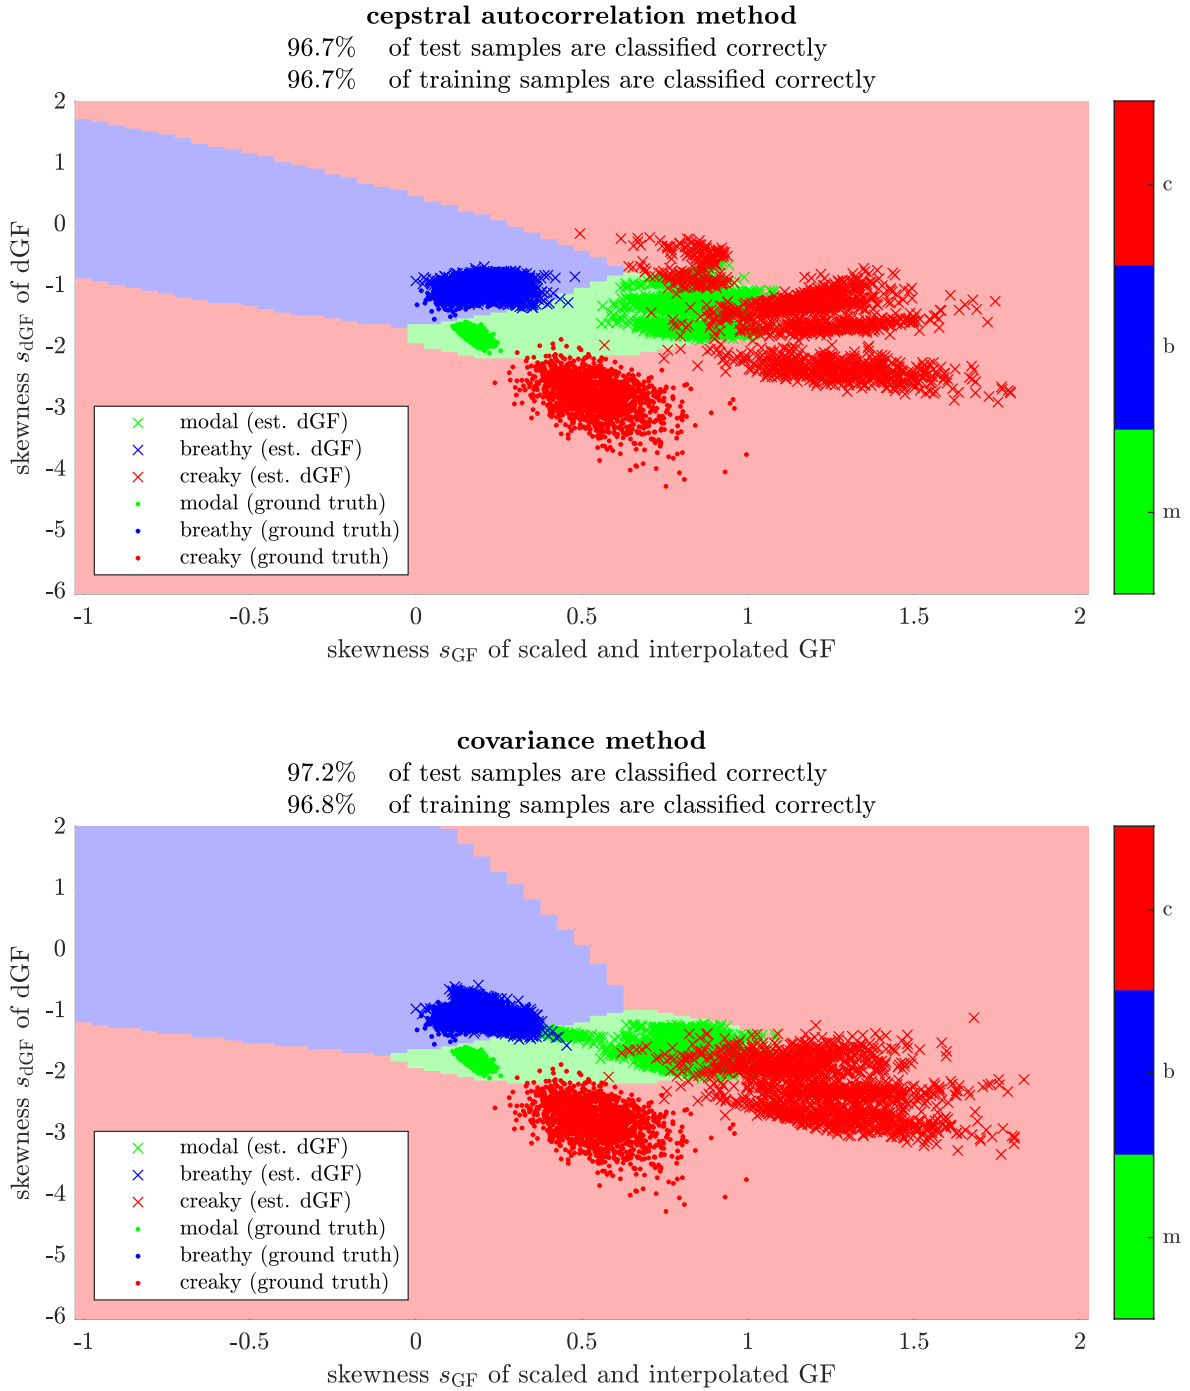 cepstral autocorrelation method
96.7% of test samples are classified correctly
96.7% of training samples are classified correctly
2
1
0
-1
-2
-3
-4
-5
-6
skewness s_dGF of dGF
modal (est. dGF)
breathy (est. dGF)
creaky (est. dGF)
modal (ground truth)
breathy (ground truth)
creaky (ground truth)
c
b
m
-1 -0.5 0 0.5 1 1.5 2
skewness s_GF of scaled and interpolated GF
covariance method
97.2% of test samples are classified correctly
96.8% of training samples are classified correctly
2
1
0
-1
-2
-3
-4
-5
-6
skewness s_dGF of dGF
modal (est. dGF)
breathy (est. dGF)
creaky (est. dGF)
modal (ground truth)
breathy (ground truth)
creaky (ground truth)
c
b
m
-1 -0.5 0 0.5 1 1.5 2
skewness s_GF of scaled and interpolated GF